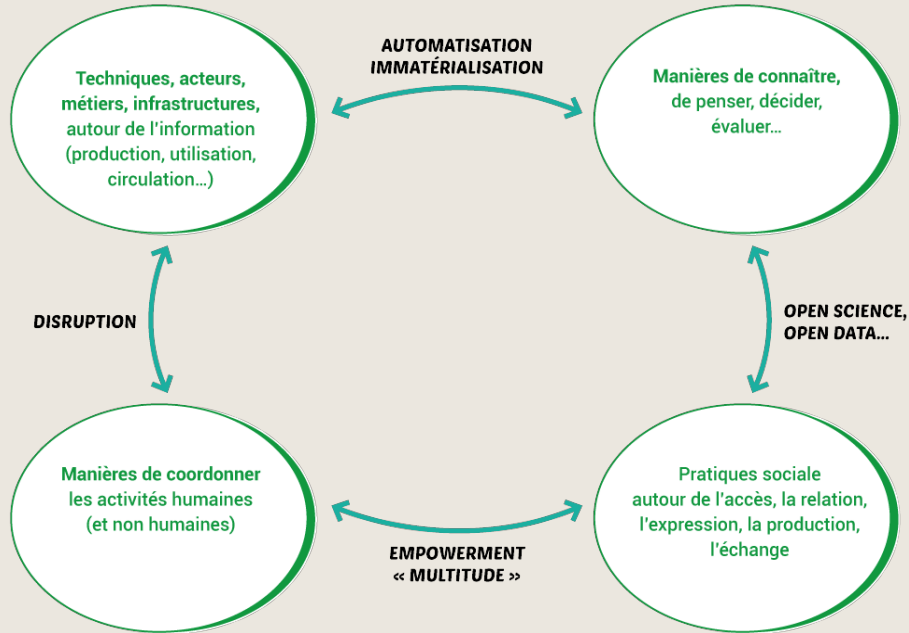 AUTOMATISATION
IMMATÉRIALISATION
Techniques, acteurs,
métiers, infrastructures,
autour de l'information
(production, utilisation,
circulation...)
Manières de connaître,
de penser, décider,
évaluer...
DISRUPTION
OPEN SCIENCE,
OPEN DATA...
Manières de coordonner
les activités humaines
(et non humaines)
Pratiques sociale
autour de l'accès, la relation,
l'expression, la production,
l'échange
EMPOWERMENT
« MULTITUDE »